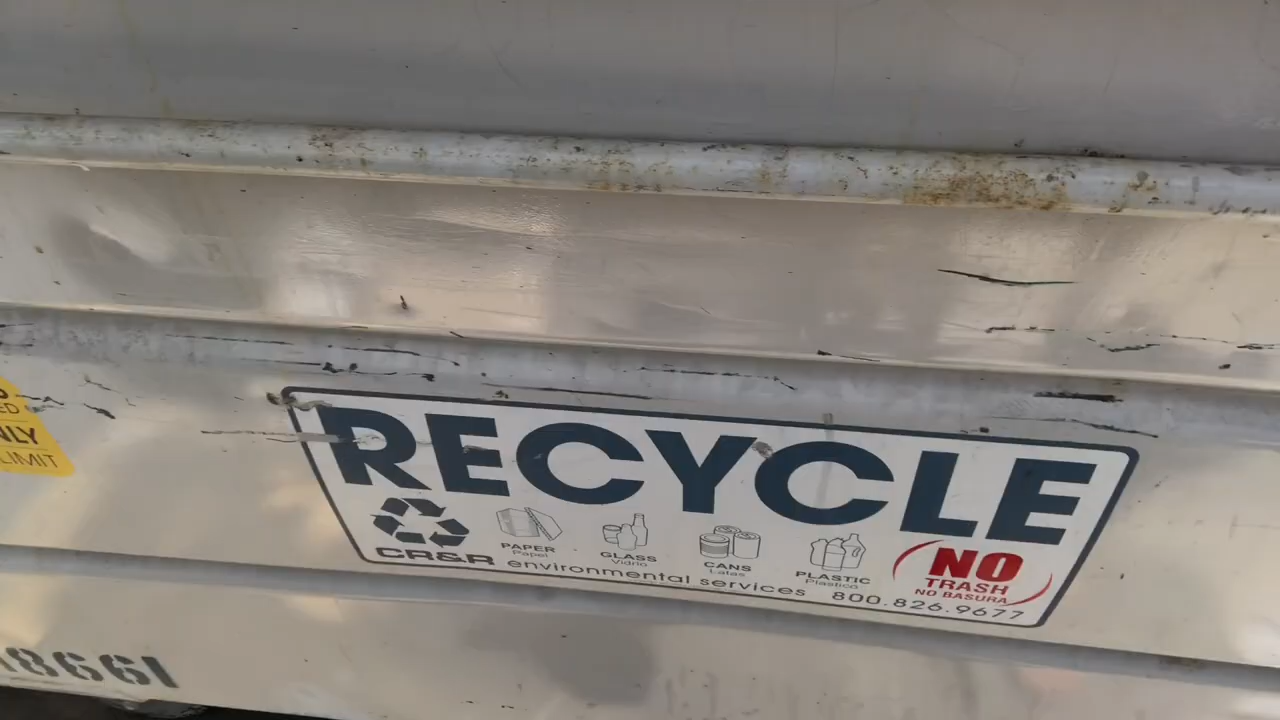 RECYCLE
PAPER
Papel
GLASS
Vidrio
CANS
Latas
PLASTIC
Plastico
NO
TRASH
NO BASURA
CR&R environmental services 800.826.9677
NLY
LIMIT
18661